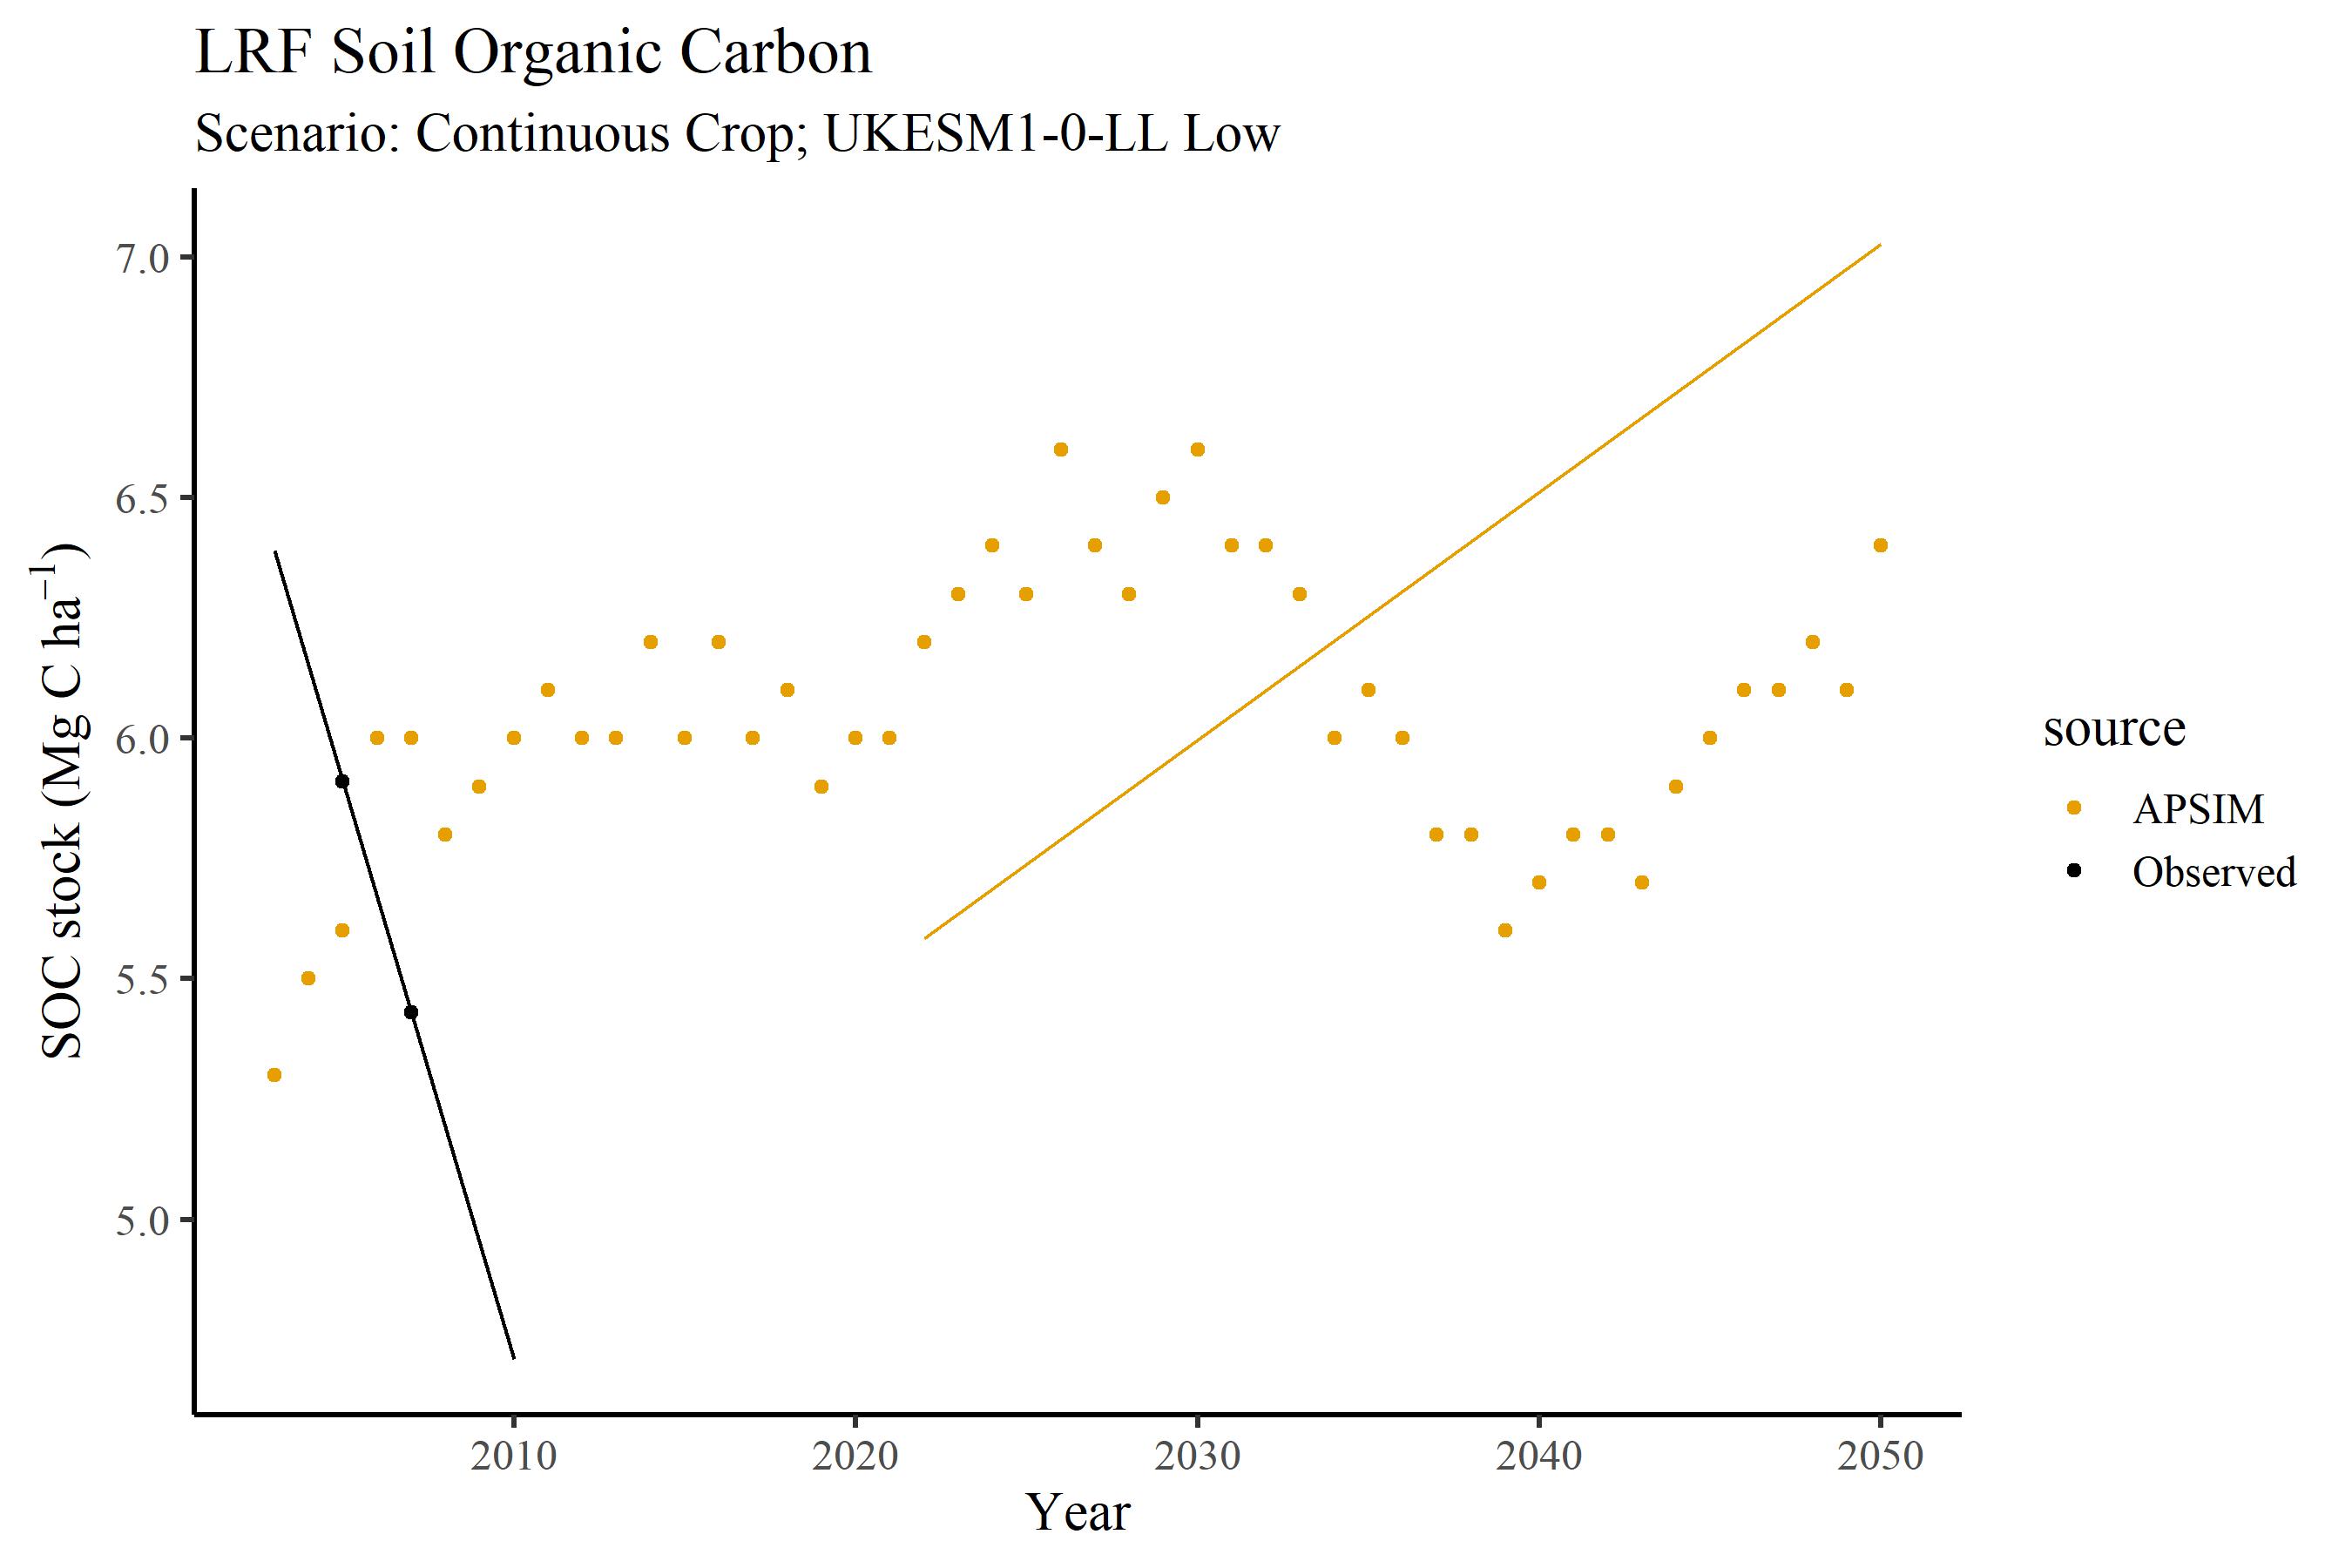 LRF Soil Organic Carbon
Scenario: Continuous Crop; UKESM1-0-LL Low
SOC stock (Mg C ha⁻¹)
7.0
6.5
6.0
5.5
5.0
2010 2020 2030 2040 2050
Year
source
APSIM
Observed